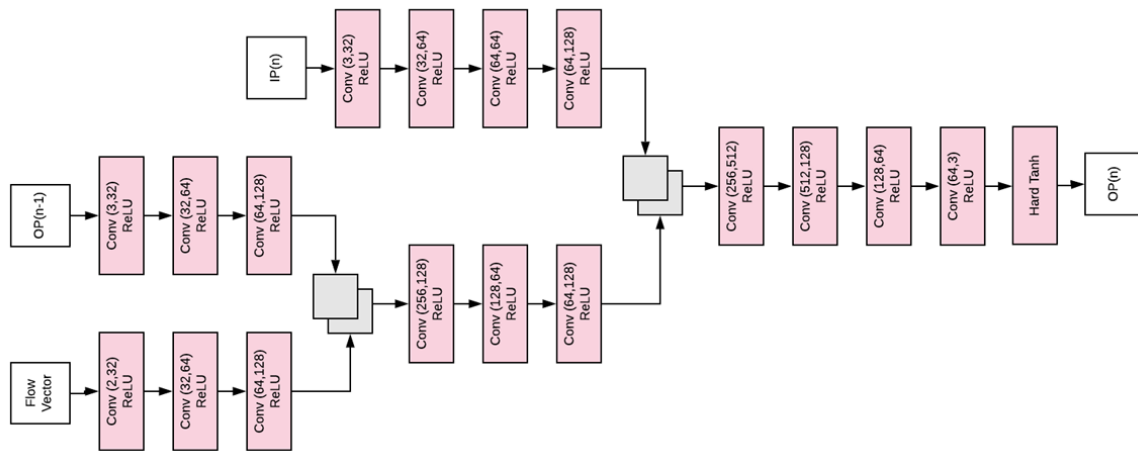 IP(n)
Conv (3,32)
ReLU
Conv (32,64)
ReLU
Conv (64,64)
ReLU
Conv (64,128)
ReLU
OP(n-1)
Conv (3,32)
ReLU
Conv (32,64)
ReLU
Conv (64,128)
ReLU
Flow
Vector
Conv (2,32)
ReLU
Conv (32,64)
ReLU
Conv (64,128)
ReLU
Conv (256,128)
ReLU
Conv (128,64)
ReLU
Conv (64,128)
ReLU
Conv (256,512)
ReLU
Conv (512,128)
ReLU
Conv (128,64)
ReLU
Conv (64,3)
ReLU
Hard Tanh
OP(n)